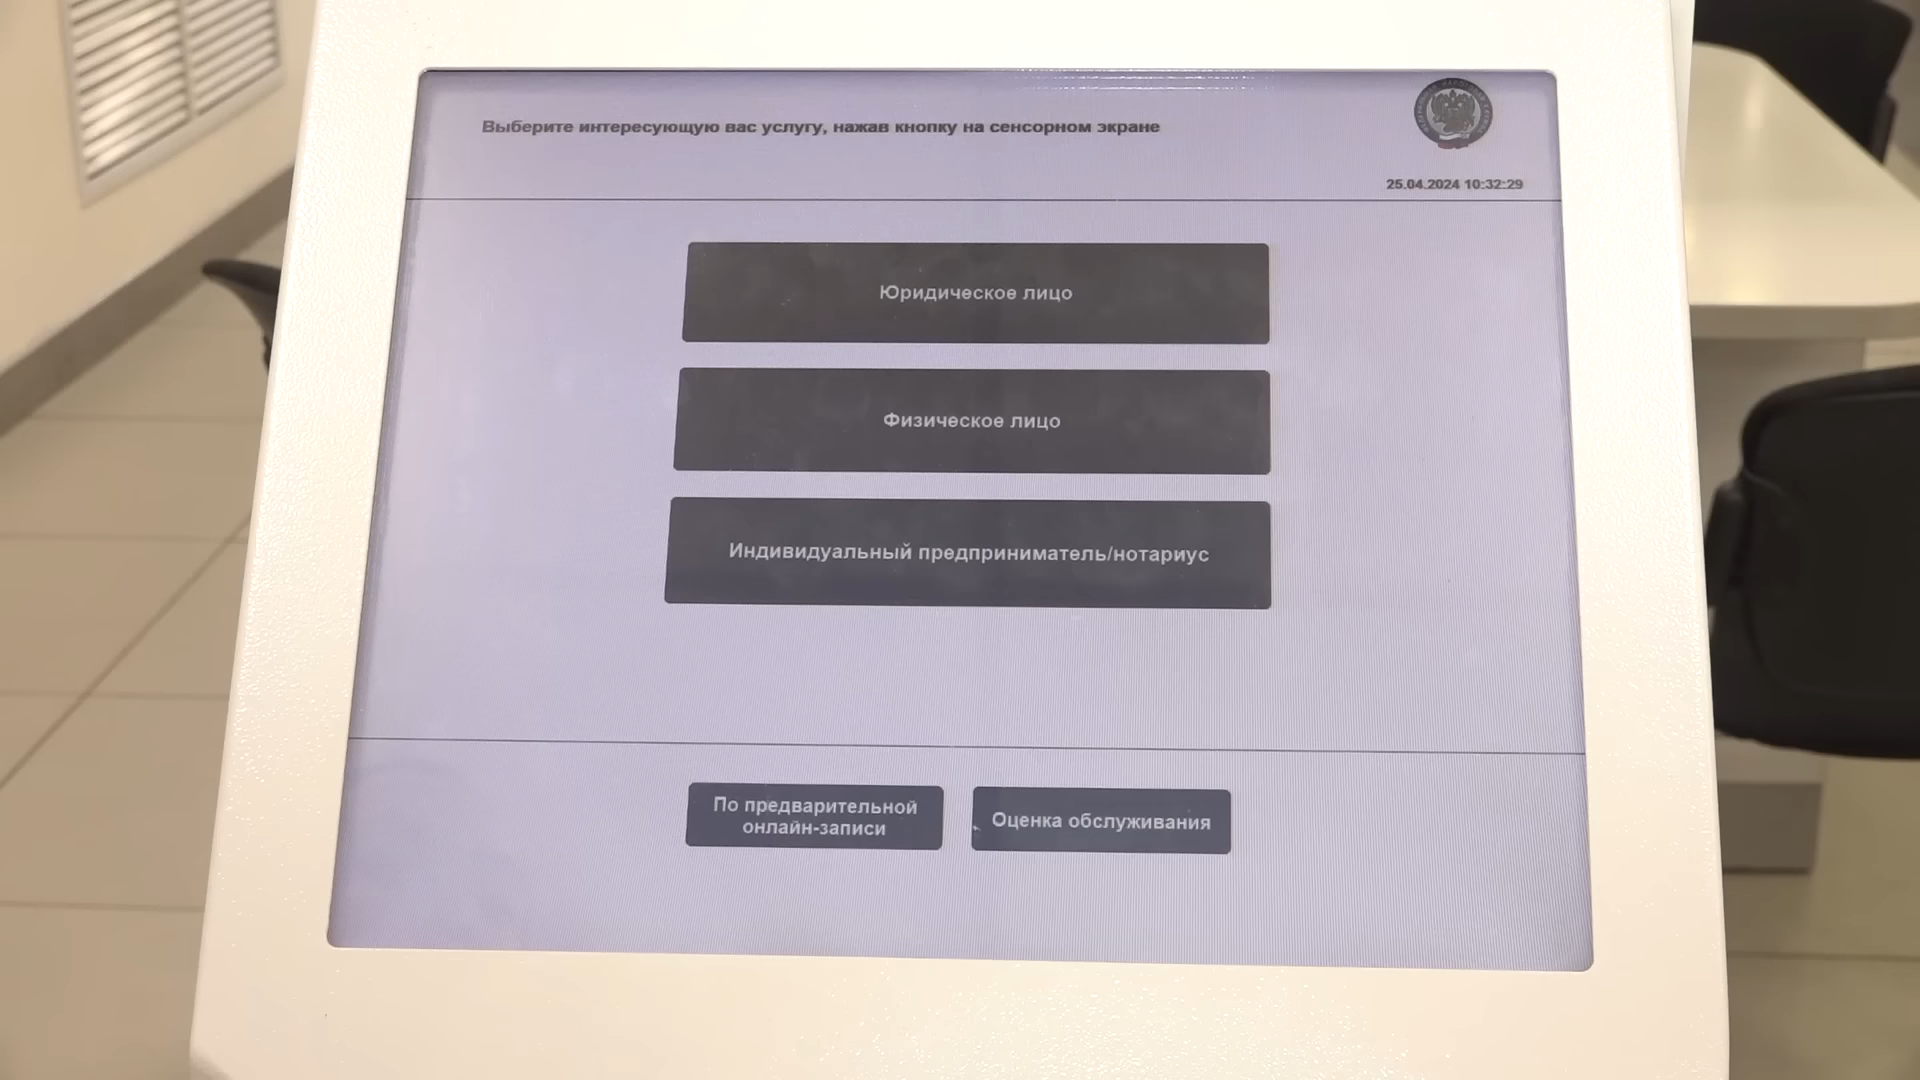 Выберите интересующую вас услугу, нажав кнопку на сенсорном экране
25.04.2024 10:32:29
Юридическое лицо
Физическое лицо
Индивидуальный предприниматель/нотариус
По предварительной
онлайн-записи
Оценка обслуживания